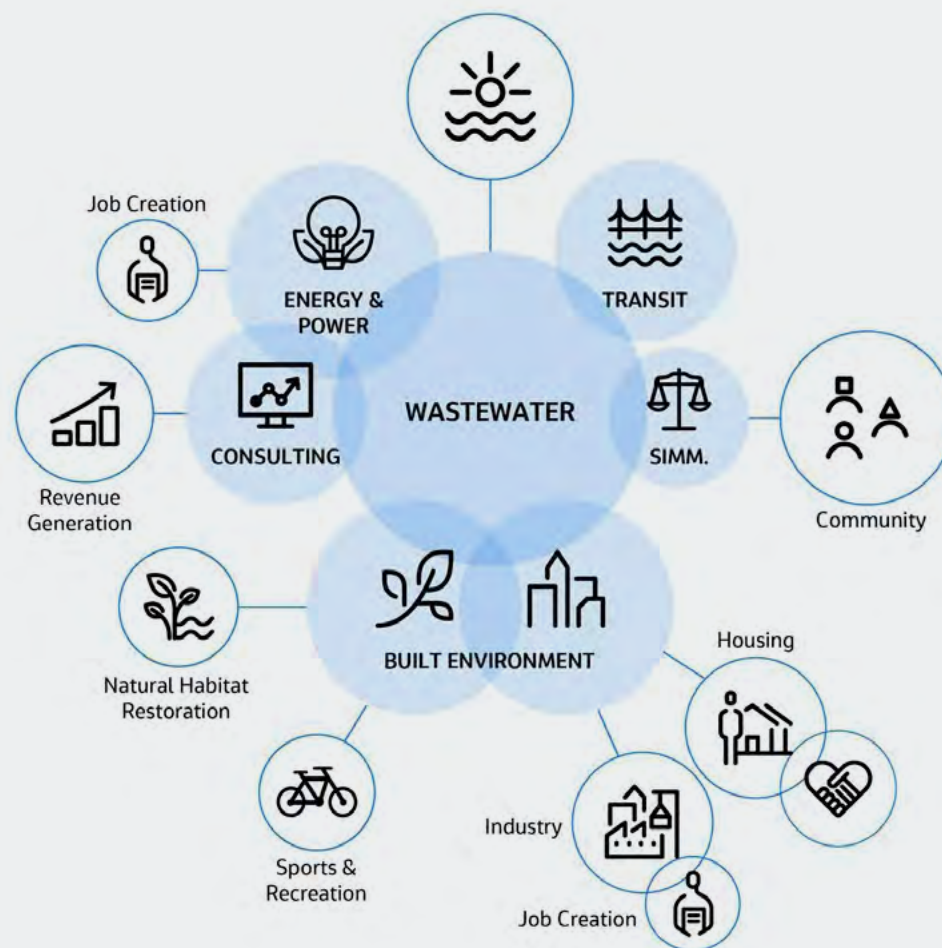 Job Creation
ENERGY &
POWER
TRANSIT
WASTEWATER
CONSULTING
SIMM.
Revenue
Generation
Community
BUILT ENVIRONMENT
Housing
Natural Habitat
Restoration
Industry
Sports &
Recreation
Job Creation